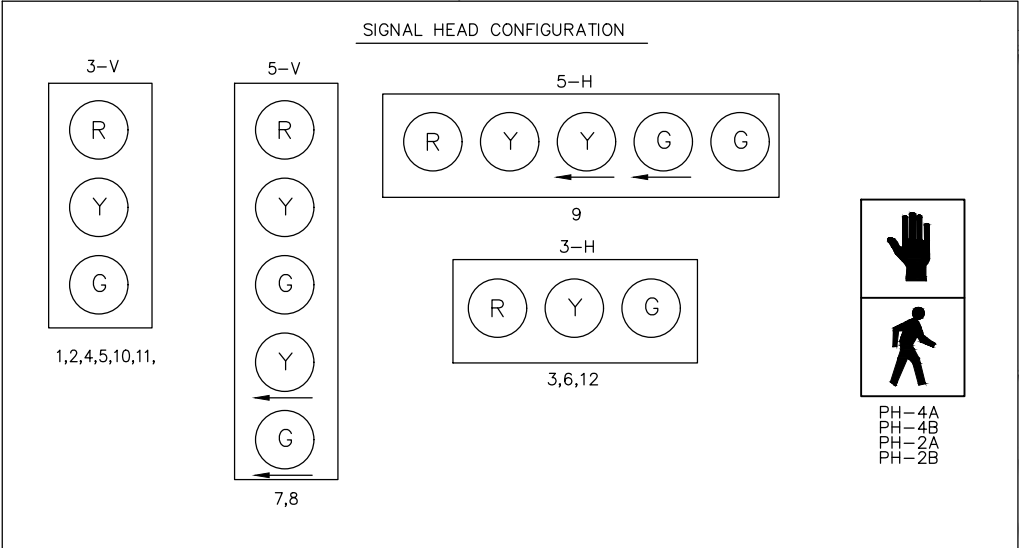 SIGNAL HEAD CONFIGURATION
3-V
R
Y
G
1,2,4,5,10,11,
5-V
R
Y
G
Y
G
7,8
5-H
R Y Y G G
9
3-H
R Y G
3,6,12
PH-4A
PH-4B
PH-2A
PH-2B